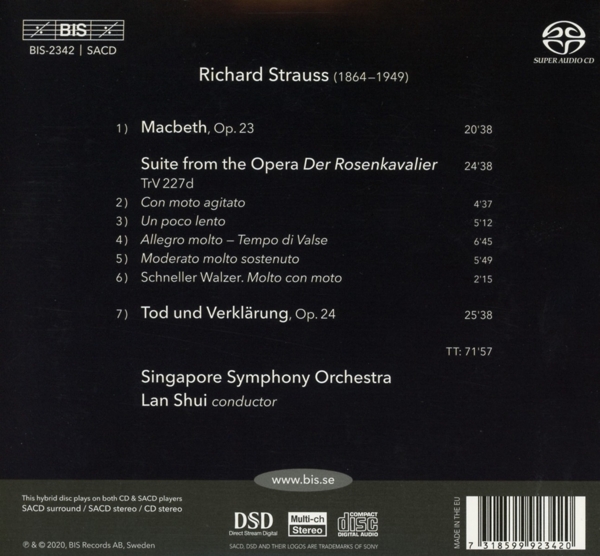 BIS
BIS-2342 | SACD
SUPER AUDIO CD
Richard Strauss (1864–1949)
1) Macbeth, Op. 23 20'38
Suite from the Opera Der Rosenkavalier 24'38
TrV 227d
2) Con moto agitato 4'37
3) Un poco lento 5'12
4) Allegro molto – Tempo di Valse 6'45
5) Moderato molto sostenuto 5'49
6) Schneller Walzer. Molto con moto 2'15
7) Tod und Verklärung, Op. 24 25'38
TT: 71'57
Singapore Symphony Orchestra
Lan Shui conductor
www.bis.se
This hybrid disc plays on both CD & SACD players
SACD surround / SACD stereo / CD stereo
℗ & © 2020, BIS Records AB, Sweden
DSD
Direct Stream Digital
Multi-ch
Stereo
COMPACT
disc
DIGITAL AUDIO
SACD, DSD AND THEIR LOGOS ARE TRADEMARKS OF SONY
MADE IN THE EU
7 318599 923420